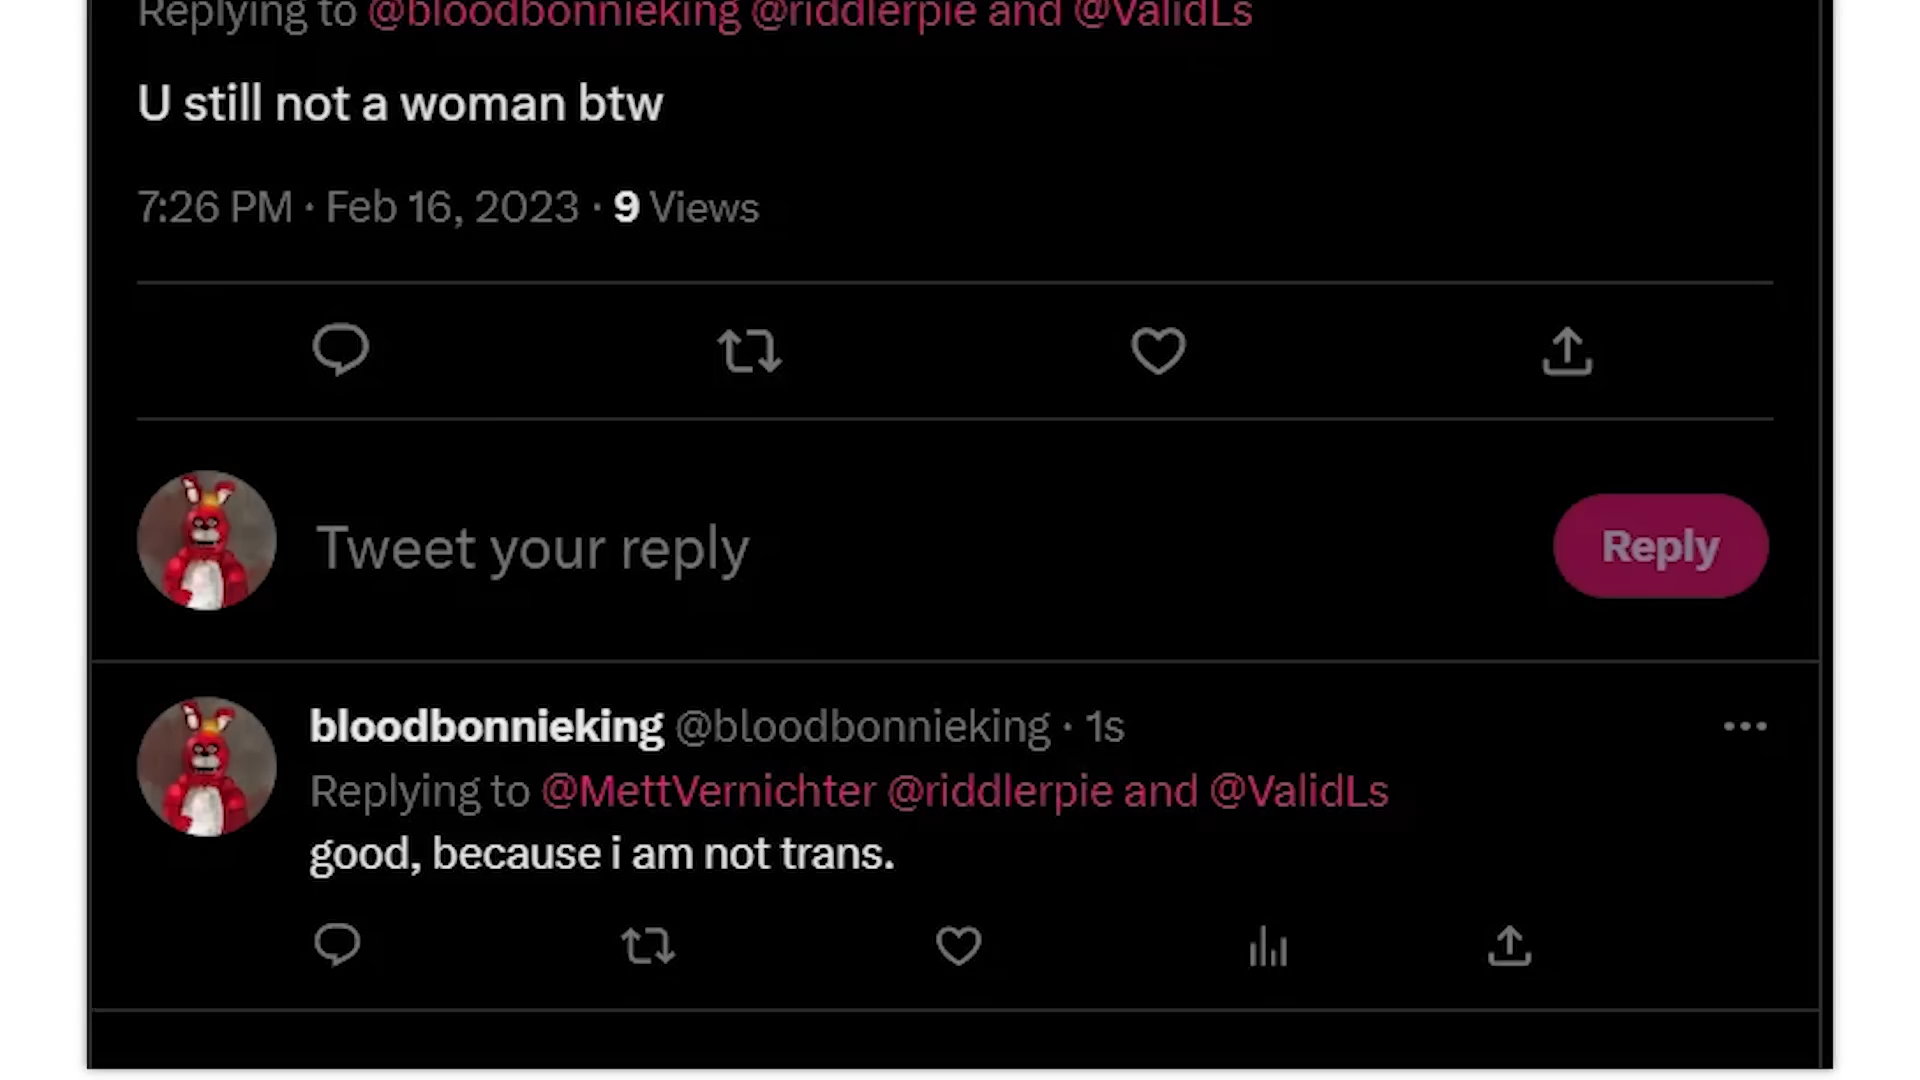 Replying to @bloodbonnieking @riddlerpie and @ValidLs
U still not a woman btw
7:26 PM · Feb 16, 2023 · 9 Views
Tweet your reply
Reply
bloodbonnieking @bloodbonnieking · 1s
Replying to @MettVernichter @riddlerpie and @ValidLs
good, because i am not trans.